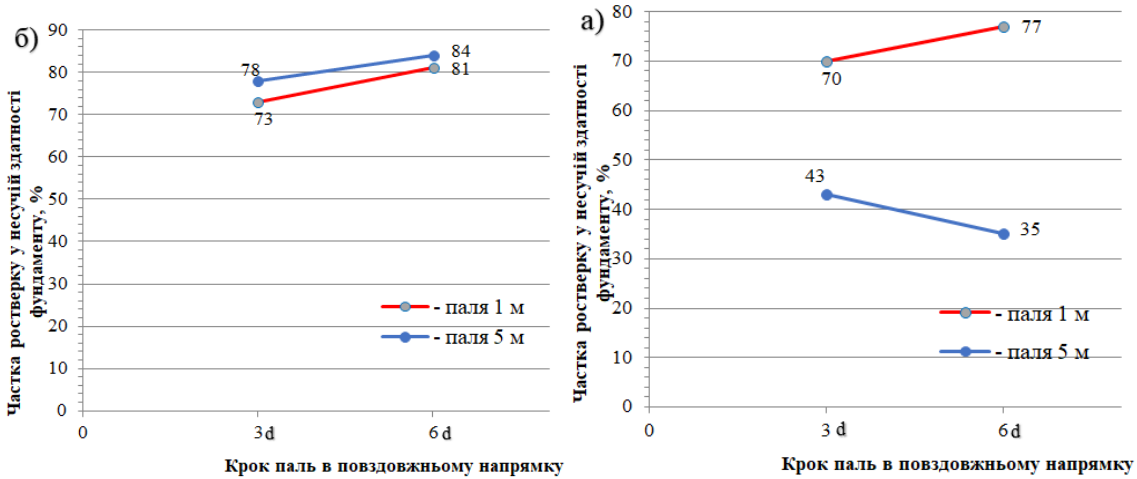 б)
Частка ростверку у несучій здатності
фундаменту, %
90
80
70
60
50
40
30
20
10
0
78
84
73
81
- паля 1 м
- паля 5 м
0
3d
6d
Крок паль в повздовжньому напрямку
а)
Частка ростверку у несучій здатності
фундаменту, %
80
70
60
50
40
30
20
10
0
70
77
43
35
- паля 1 м
- паля 5 м
0
3d
6d
Крок паль в повздовжньому напрямку